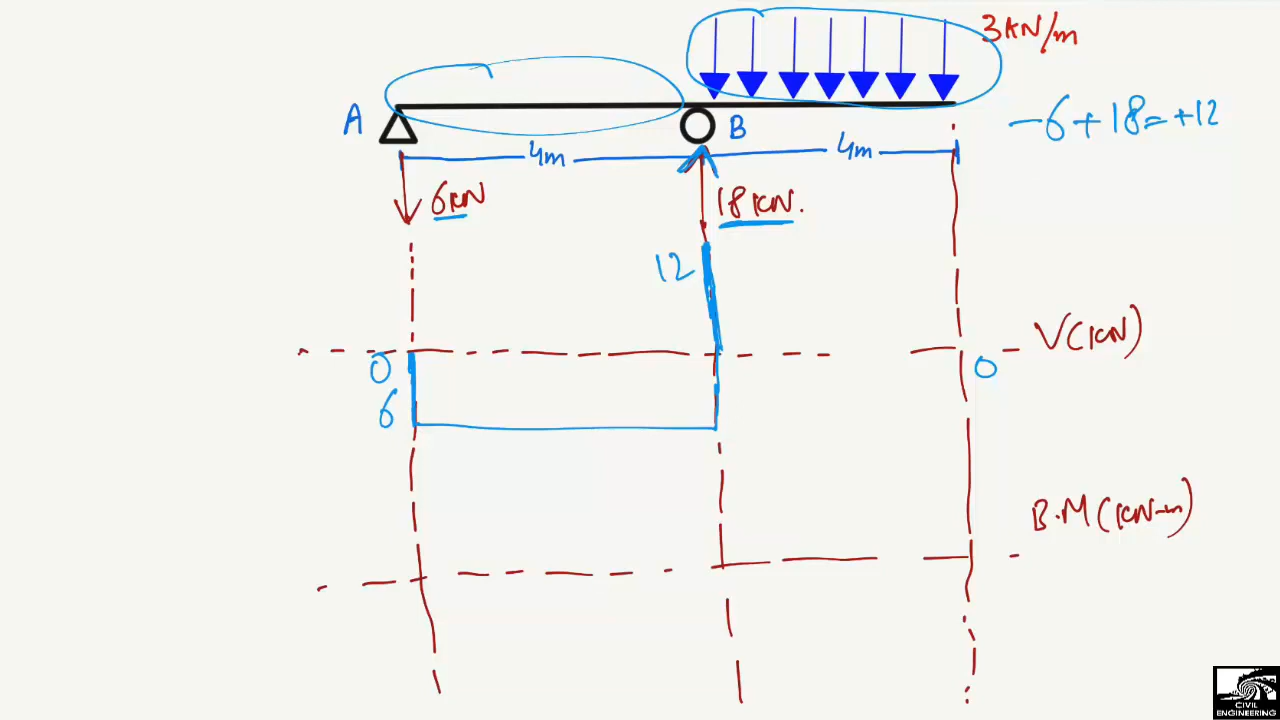 3KN/m
A
B
-6+18=+12
4m
4m
6KN
18KN.
12
V(KN)
0
0
6
B.M(KN-m)
CIVIL
ENGINEERING